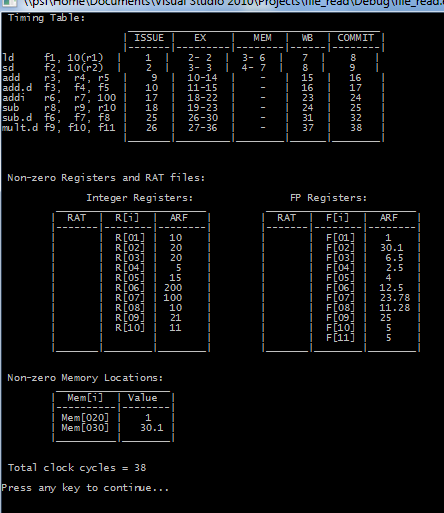 \\psf\Home\Documents\Visual Studio 2010\Projects\file_read\Debug\file_read.
Timing Table:
| ISSUE | EX | MEM | WB | COMMIT |
ld f1, 10(r1) | 1 | 2- 2 | 3- 6 | 7 | 8 |
sd f2, 10(r2) | 2 | 3- 3 | 4- 7 | 8 | 9 |
add r3, r4, r5 | 9 | 10-14 | - | 15 | 16 |
add.d f3, f4, f5 | 10 | 11-15 | - | 16 | 17 |
addi r6, r7, 100 | 17 | 18-22 | - | 23 | 24 |
sub r8, r9, r10 | 18 | 19-23 | - | 24 | 25 |
sub.d f6, f7, f8 | 25 | 26-30 | - | 31 | 32 |
mult.d f9, f10, f11 | 26 | 27-36 | - | 37 | 38 |
Non-zero Registers and RAT files:
Integer Registers: FP Registers:
| RAT | R[i] | ARF | | RAT | F[i] | ARF |
| | R[01] | 10 | | | F[01] | 1 |
| | R[02] | 20 | | | F[02] | 30.1 |
| | R[03] | 20 | | | F[03] | 6.5 |
| | R[04] | 5 | | | F[04] | 2.5 |
| | R[05] | 15 | | | F[05] | 4 |
| | R[06] | 200 | | | F[06] | 12.5 |
| | R[07] | 100 | | | F[07] | 23.78 |
| | R[08] | 10 | | | F[08] | 11.28 |
| | R[09] | 21 | | | F[09] | 25 |
| | R[10] | 11 | | | F[10] | 5 |
| | | | | | F[11] | 5 |
Non-zero Memory Locations:
| Mem[i] | Value |
| Mem[020] | 1 |
| Mem[030] | 30.1 |
Total clock cycles = 38
Press any key to continue...